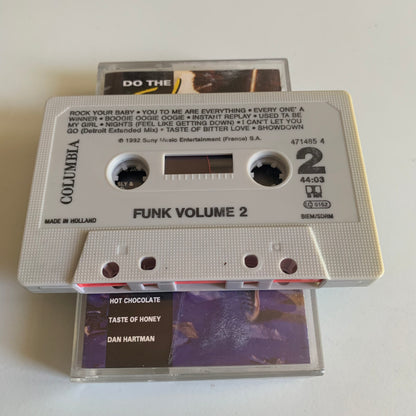 DO THE
ROCK YOUR BABY • YOU TO ME ARE EVERYTHING • EVERY ONE' A
WINNER • BOOGIE OOGIE OOGIE • INSTANT REPLAY • USED TA BE
MY GIRL • NIGHTS (FEEL LIKE GETTING DOWN) • I CAN'T LET YOU
GO (Detroit Extended Mix) • TASTE OF BITTER LOVE • SHOWDOWN
℗ 1992 Sony Music Entertainment (France) S.A.
471485 4
COLUMBIA
2
44:03
MADE IN HOLLAND
FUNK VOLUME 2
BIEM/SDRM
HOT CHOCOLATE
TASTE OF HONEY
DAN HARTMAN